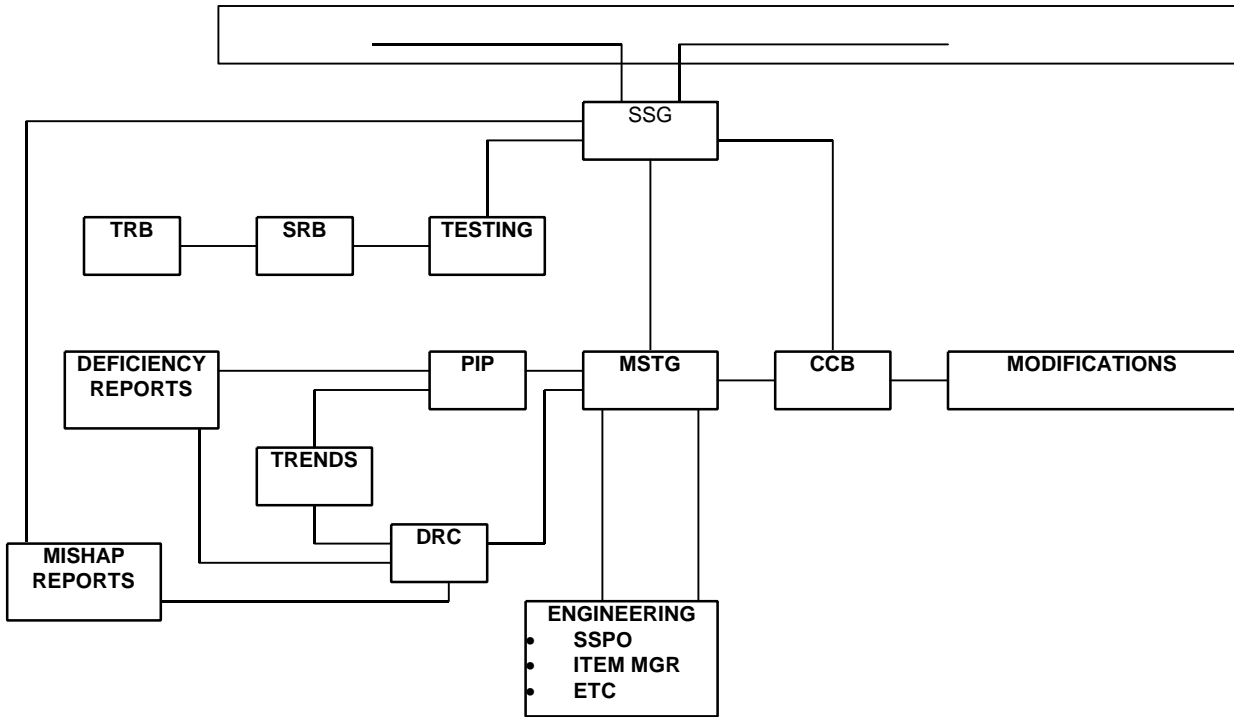 SSG
TRB
SRB
TESTING
DEFICIENCY
REPORTS
PIP
MSTG
CCB
MODIFICATIONS
TRENDS
DRC
MISHAP
REPORTS
ENGINEERING
• SSPO
• ITEM MGR
• ETC